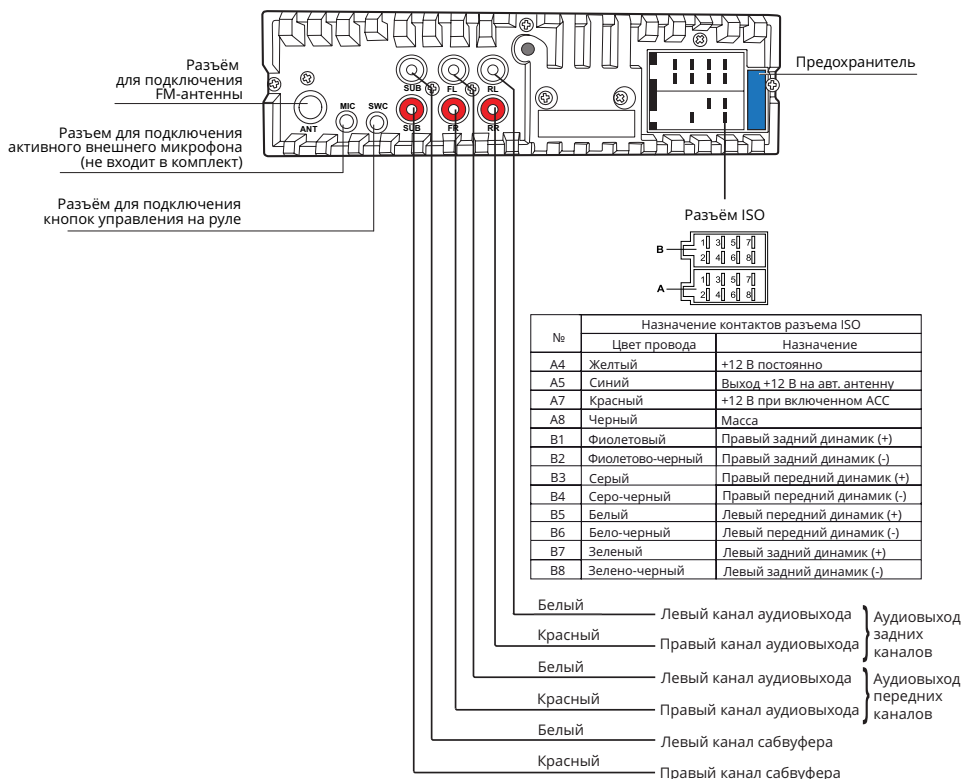 Разъём
для подключения
FM-антенны
Разъем для подключения
активного внешнего микрофона
(не входит в комплект)
Разъём для подключения
кнопок управления на руле
ANT
MIC
SWC
SUB
FL
RL
SUB
FR
RR
Предохранитель
Разъём ISO
B
1 3 5 7
2 4 6 8
A
1 3 5 7
2 4 6 8
№ Назначение контактов разъема ISO
Цвет провода Назначение
A4 Желтый +12 В постоянно
A5 Синий Выход +12 В на авт. антенну
A7 Красный +12 В при включенном ACC
A8 Черный Масса
B1 Фиолетовый Правый задний динамик (+)
B2 Фиолетово-черный Правый задний динамик (-)
B3 Серый Правый передний динамик (+)
B4 Серо-черный Правый передний динамик (-)
B5 Белый Левый передний динамик (+)
B6 Бело-черный Левый передний динамик (-)
B7 Зеленый Левый задний динамик (+)
B8 Зелено-черный Левый задний динамик (-)
Белый Левый канал аудиовыхода
Красный Правый канал аудиовыхода
Аудиовыход
задних
каналов
Белый Левый канал аудиовыхода
Красный Правый канал аудиовыхода
Аудиовыход
передних
каналов
Белый Левый канал сабвуфера
Красный Правый канал сабвуфера